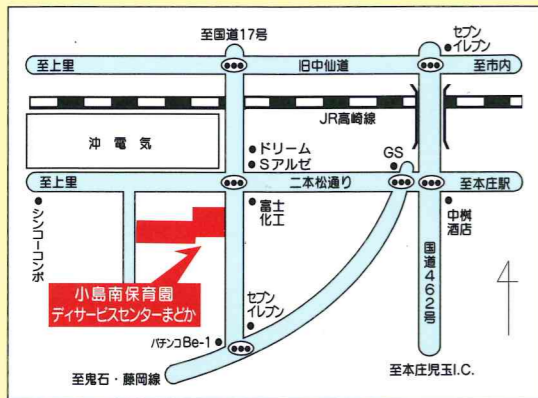 至国道17号
セブン
イレブン
至上里
旧中仙道
至市内
JR高崎線
沖電気
ドリーム
Sアルゼ
GS
至上里
二本松通り
至本庄駅
シンコーコンポ
富士
化工
中桝
酒店
国道462号
小島南保育園
デイサービスセンターまどか
セブン
イレブン
パチンコBe-1
至鬼石・藤岡線
至本庄児玉I.C.